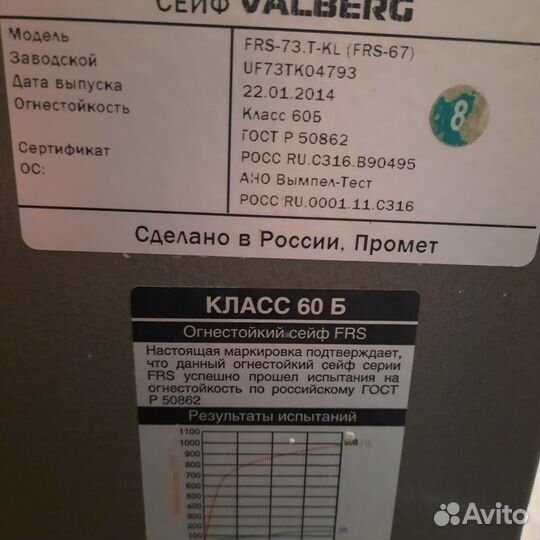 СЕЙФ VALBERG
Модель FRS-73.T-KL (FRS-67)
Заводской UF73TK04793
Дата выпуска 22.01.2014
Огнестойкость Класс 60Б
ГОСТ Р 50862
Сертификат РОСС RU.С316.В90495
ОС: АНО Вымпел-Тест
РОСС RU.0001.11.С316
8
Сделано в России, Промет
КЛАСС 60 Б
Огнестойкий сейф FRS
Настоящая маркировка подтверждает,
что данный огнестойкий сейф серии
FRS успешно прошел испытания на
огнестойкость по российскому ГОСТ
Р 50862
Результаты испытаний
1100
1000
900
800
700
600
500
400
300
200
100
Avito